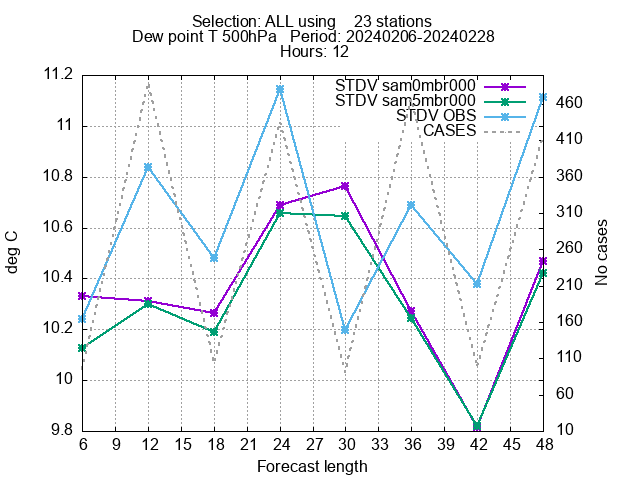 Selection: ALL using    23 stations
Dew point T 500hPa   Period: 20240206-20240228
Hours: 12
STDV sam0mbr000
STDV sam5mbr000
STDV OBS
CASES
deg C
11.2
11
10.8
10.6
10.4
10.2
10
9.8
460
410
360
310
260
210
160
110
60
10
No cases
6 9 12 15 18 21 24 27 30 33 36 39 42 45 48
Forecast length